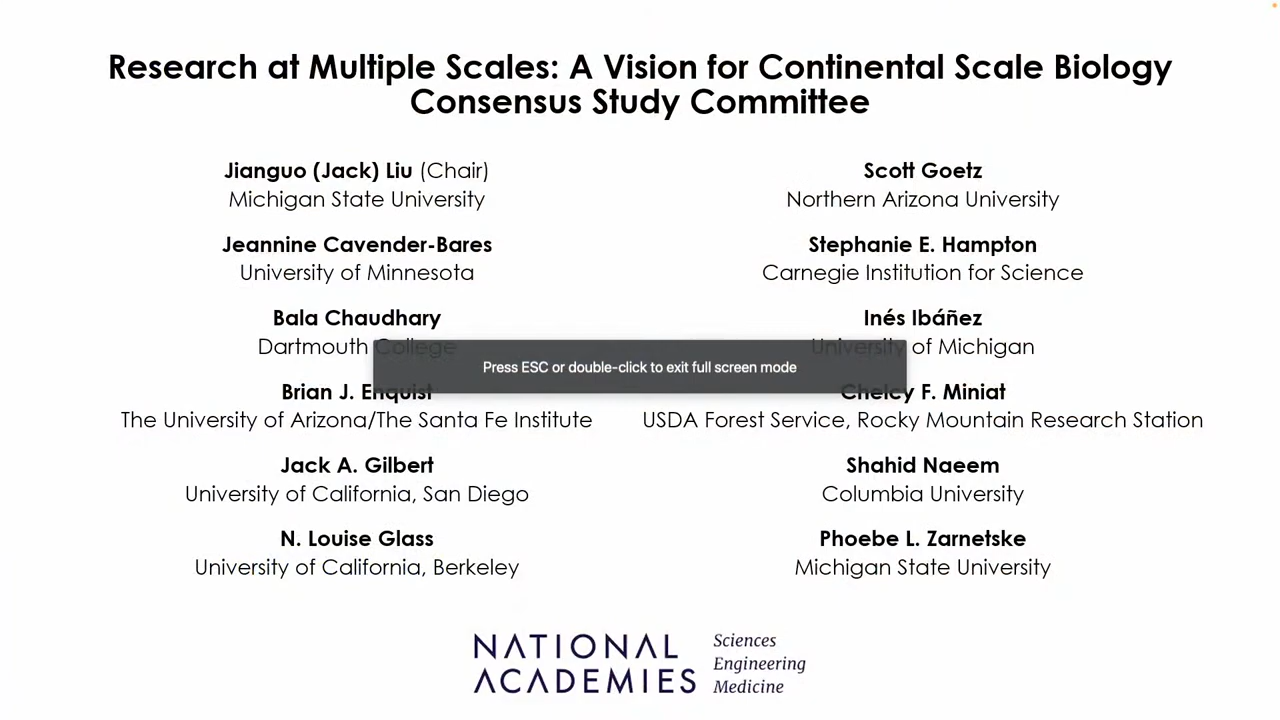 Research at Multiple Scales: A Vision for Continental Scale Biology
Consensus Study Committee
Jianguo (Jack) Liu (Chair)
Michigan State University
Jeannine Cavender-Bares
University of Minnesota
Bala Chaudhary
Dartmouth College
Brian J. Enquist
The University of Arizona/The Santa Fe Institute
Jack A. Gilbert
University of California, San Diego
N. Louise Glass
University of California, Berkeley
Scott Goetz
Northern Arizona University
Stephanie E. Hampton
Carnegie Institution for Science
Inés Ibáñez
University of Michigan
Chelcy F. Miniat
USDA Forest Service, Rocky Mountain Research Station
Shahid Naeem
Columbia University
Phoebe L. Zarnetske
Michigan State University
Press ESC or double-click to exit full screen mode
NATIONAL
ACADEMIES
Sciences
Engineering
Medicine